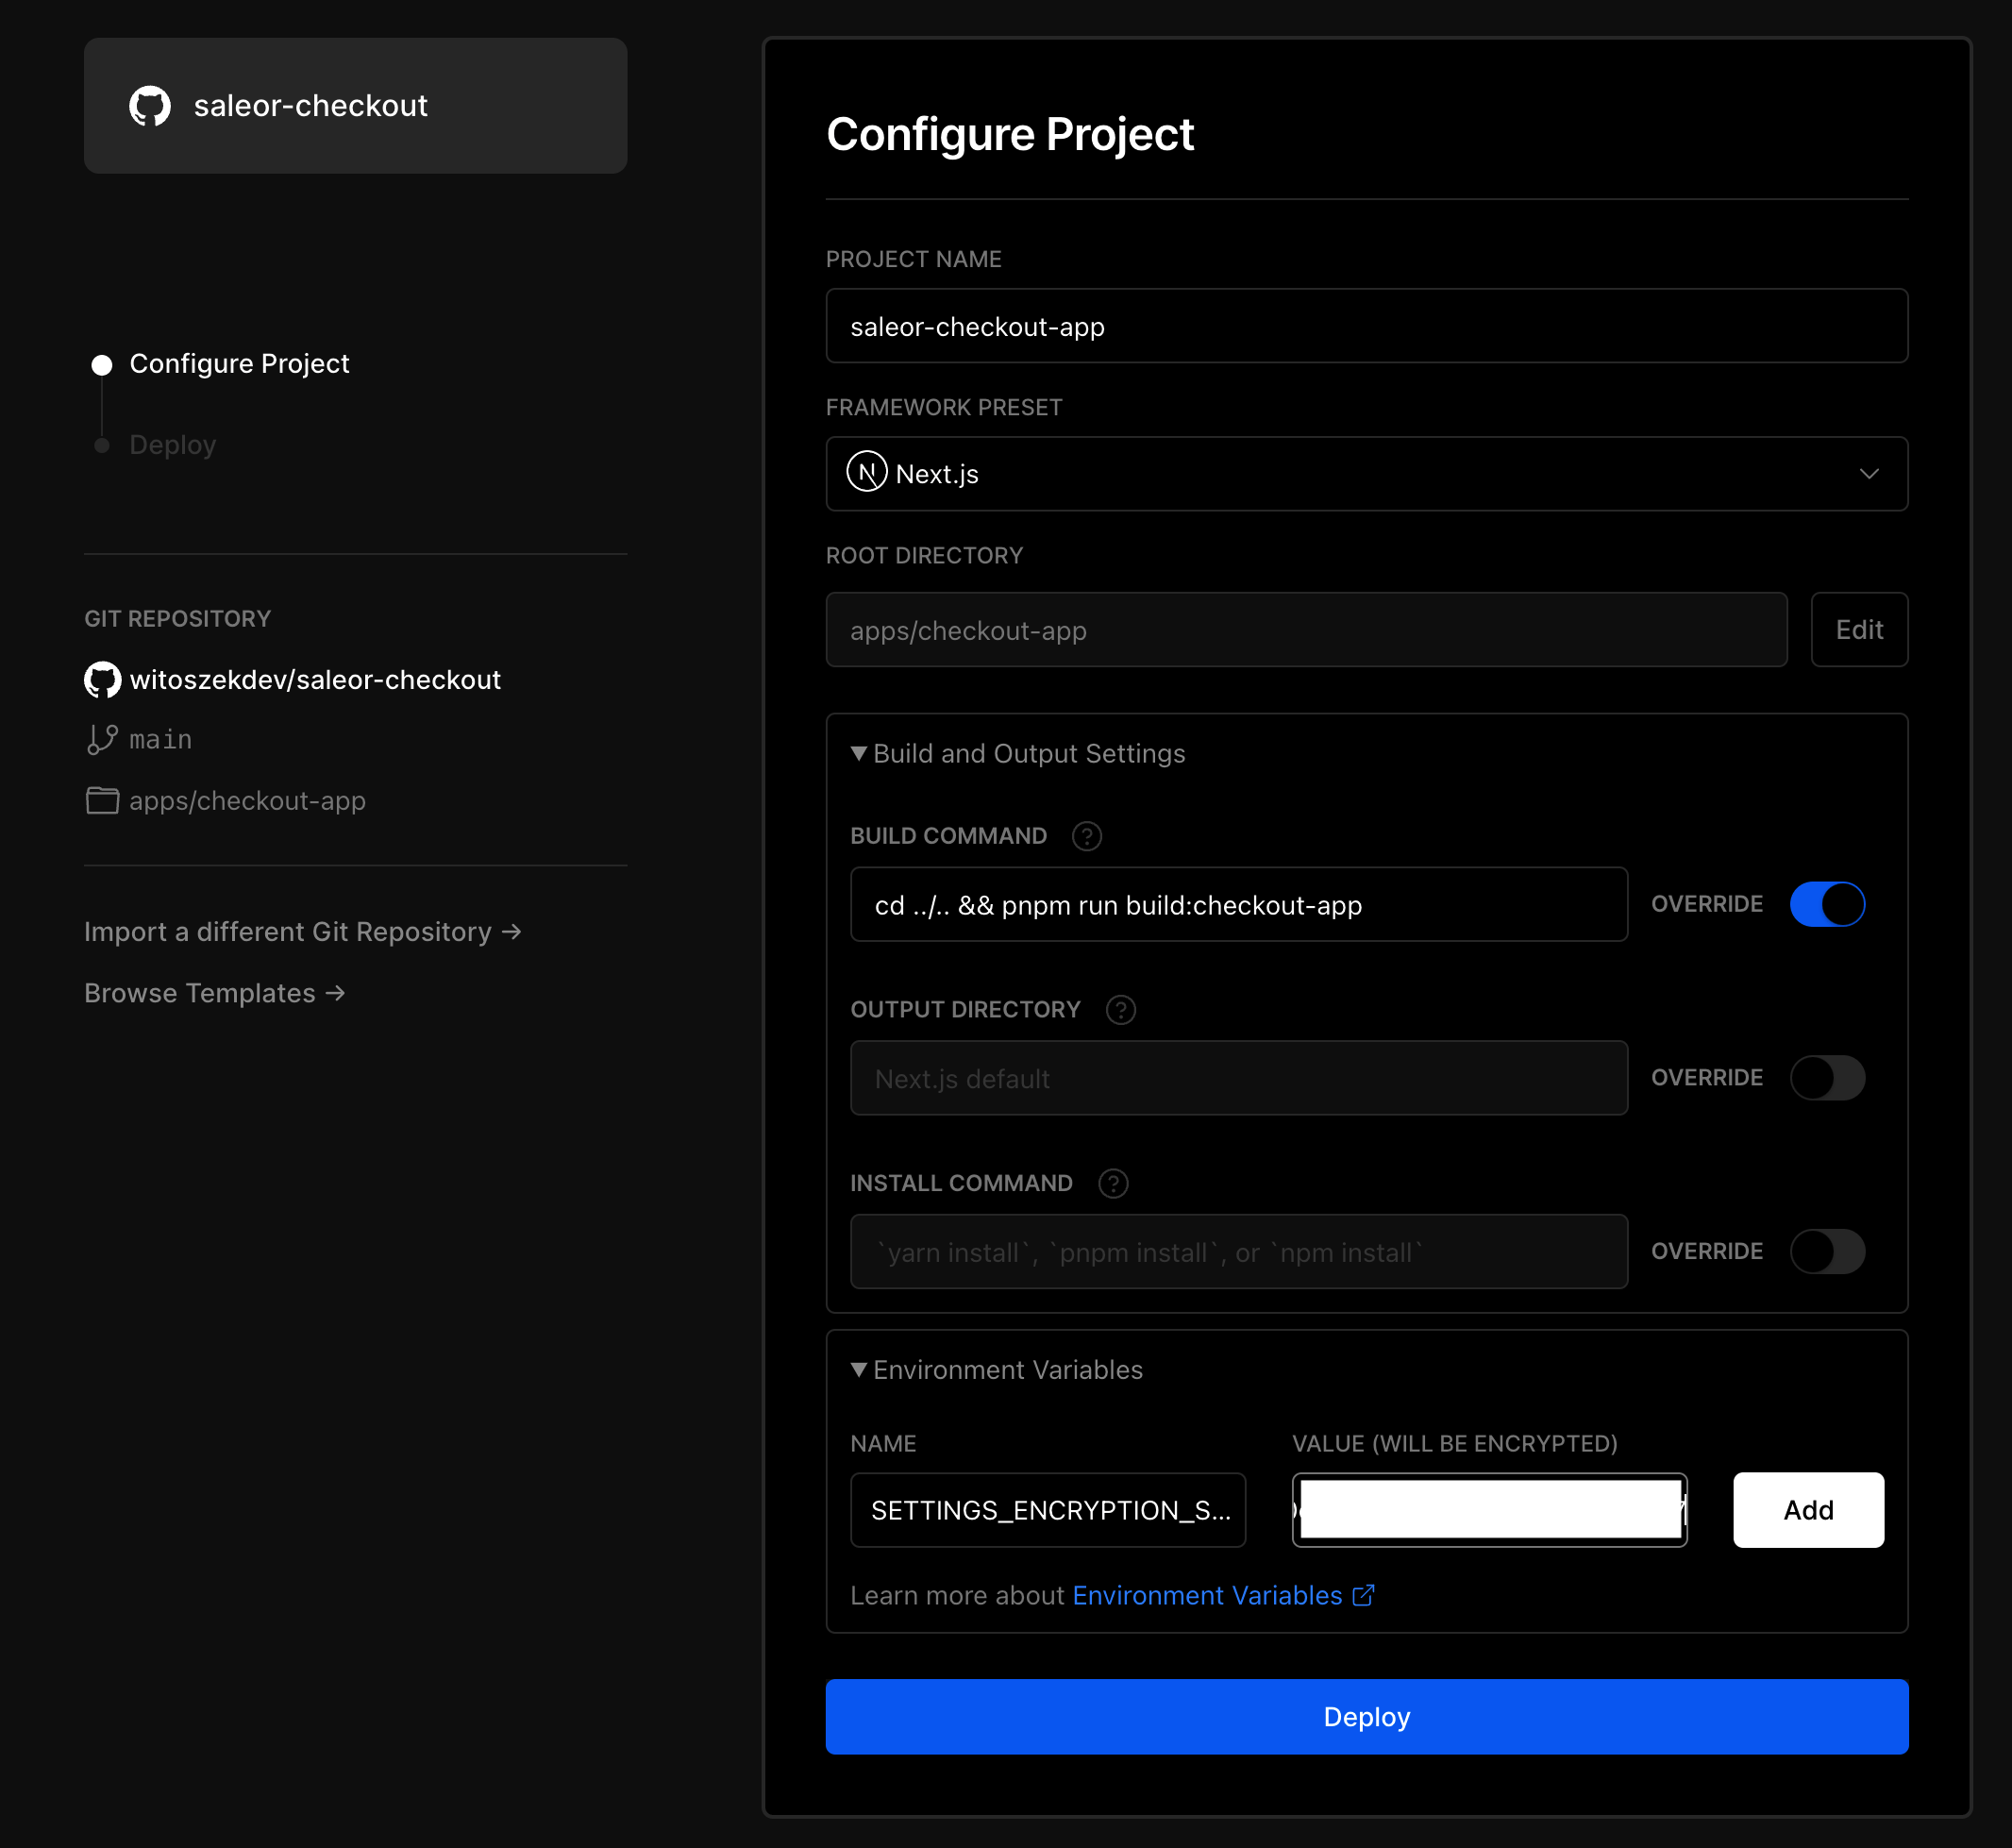 saleor-checkout
Configure Project
Deploy
GIT REPOSITORY
witoszekdev/saleor-checkout
main
apps/checkout-app
Import a different Git Repository →
Browse Templates →
Configure Project
PROJECT NAME
saleor-checkout-app
FRAMEWORK PRESET
N Next.js
ROOT DIRECTORY
apps/checkout-app Edit
▼ Build and Output Settings
BUILD COMMAND ?
cd ../.. && pnpm run build:checkout-app OVERRIDE
OUTPUT DIRECTORY ?
Next.js default OVERRIDE
INSTALL COMMAND ?
`yarn install`, `pnpm install`, or `npm install` OVERRIDE
▼ Environment Variables
NAME VALUE (WILL BE ENCRYPTED)
SETTINGS_ENCRYPTION_S... Add
Learn more about Environment Variables
Deploy